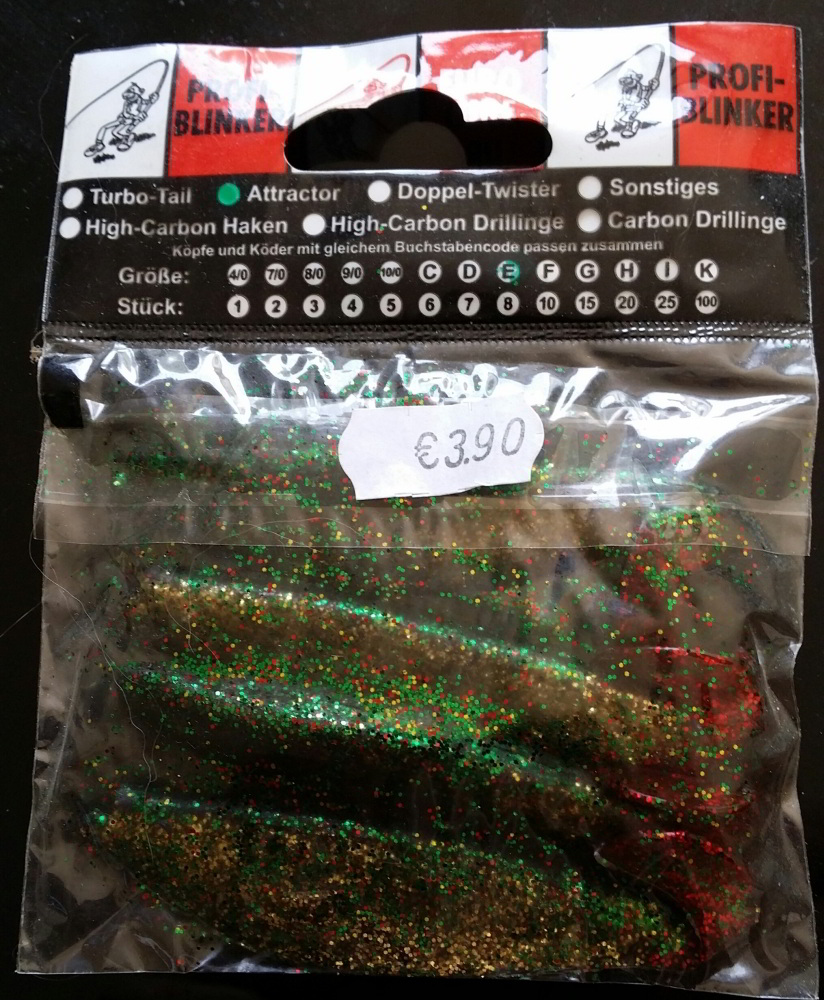 PROFI-
BLINKER
EURO
PROFI-
BLINKER
Turbo-Tail Attractor Doppel-Twister Sonstiges
High-Carbon Haken High-Carbon Drillinge Carbon Drillinge
Köpfe und Köder mit gleichem Buchstabencode passen zusammen
Größe: 4/0 7/0 8/0 9/0 10/0 C D E F G H I K
Stück: 1 2 3 4 5 6 7 8 10 15 20 25 100
€3.90